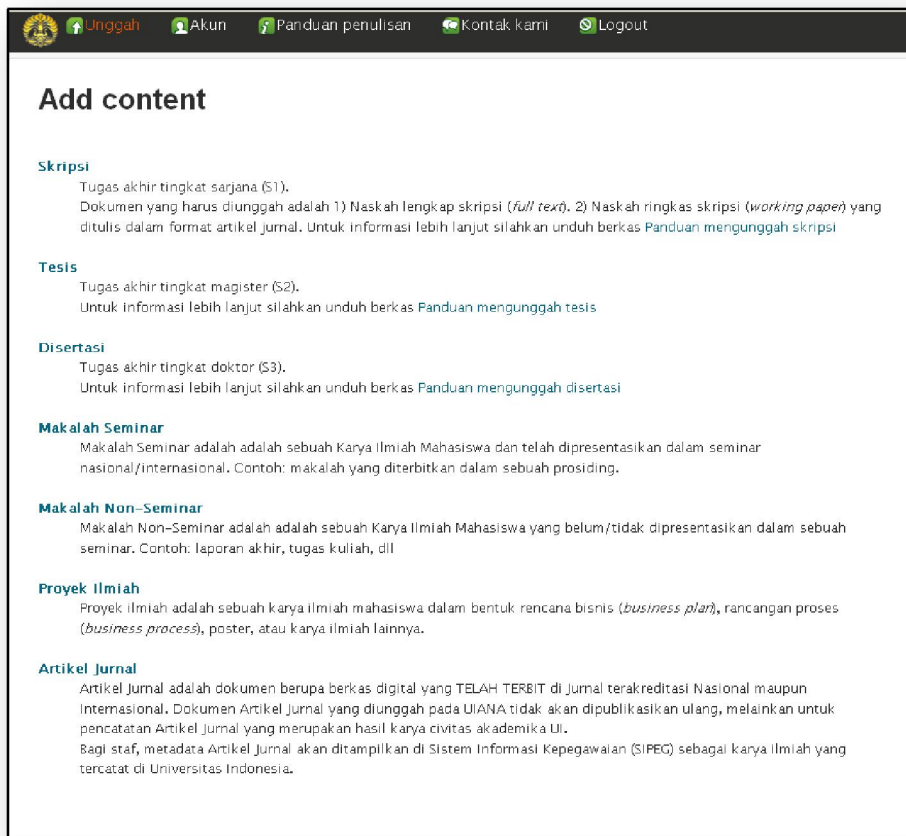 Unggah Akun Panduan penulisan Kontak kami Logout
Add content
Skripsi
Tugas akhir tingkat sarjana (S1).
Dokumen yang harus diunggah adalah 1) Naskah lengkap skripsi (full text). 2) Naskah ringkas skripsi (working paper) yang
ditulis dalam format artikel jurnal. Untuk informasi lebih lanjut silahkan unduh berkas Panduan mengunggah skripsi
Tesis
Tugas akhir tingkat magister (S2).
Untuk informasi lebih lanjut silahkan unduh berkas Panduan mengunggah tesis
Disertasi
Tugas akhir tingkat doktor (S3).
Untuk informasi lebih lanjut silahkan unduh berkas Panduan mengunggah disertasi
Makalah Seminar
Makalah Seminar adalah adalah sebuah Karya Ilmiah Mahasiswa dan telah dipresentasikan dalam seminar
nasional/internasional. Contoh: makalah yang diterbitkan dalam sebuah prosiding.
Makalah Non-Seminar
Makalah Non-Seminar adalah adalah sebuah Karya Ilmiah Mahasiswa yang belum/tidak dipresentasikan dalam sebuah
seminar. Contoh: laporan akhir, tugas kuliah, dll
Proyek Ilmiah
Proyek ilmiah adalah sebuah karya ilmiah mahasiswa dalam bentuk rencana bisnis (business plan), rancangan proses
(business process), poster, atau karya ilmiah lainnya.
Artikel Jurnal
Artikel Jurnal adalah dokumen berupa berkas digital yang TELAH TERBIT di Jurnal terakreditasi Nasional maupun
Internasional. Dokumen Artikel Jurnal yang diunggah pada UIANA tidak akan dipublikasikan ulang, melainkan untuk
pencatatan Artikel Jurnal yang merupakan hasil karya civitas akademika UI.
Bagi staf, metadata Artikel Jurnal akan ditampilkan di Sistem Informasi Kepegawaian (SIPEG) sebagai karya ilmiah yang
tercatat di Universitas Indonesia.